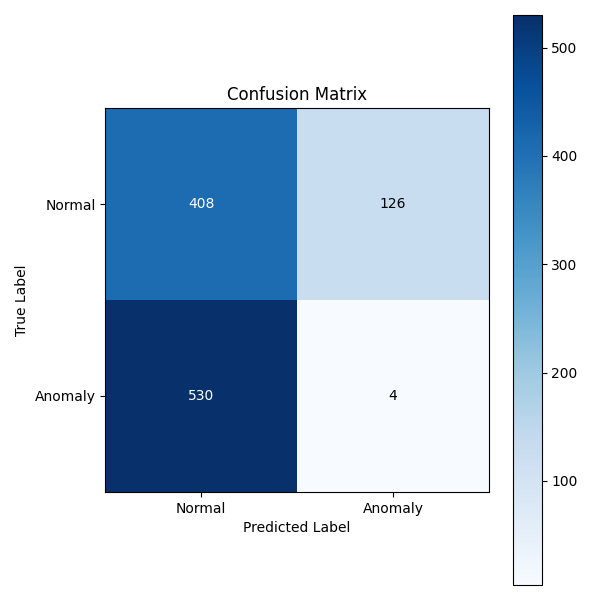 Confusion Matrix
500
400
300
200
100
True Label
Normal
408
126
Anomaly
530
4
Normal
Anomaly
Predicted Label